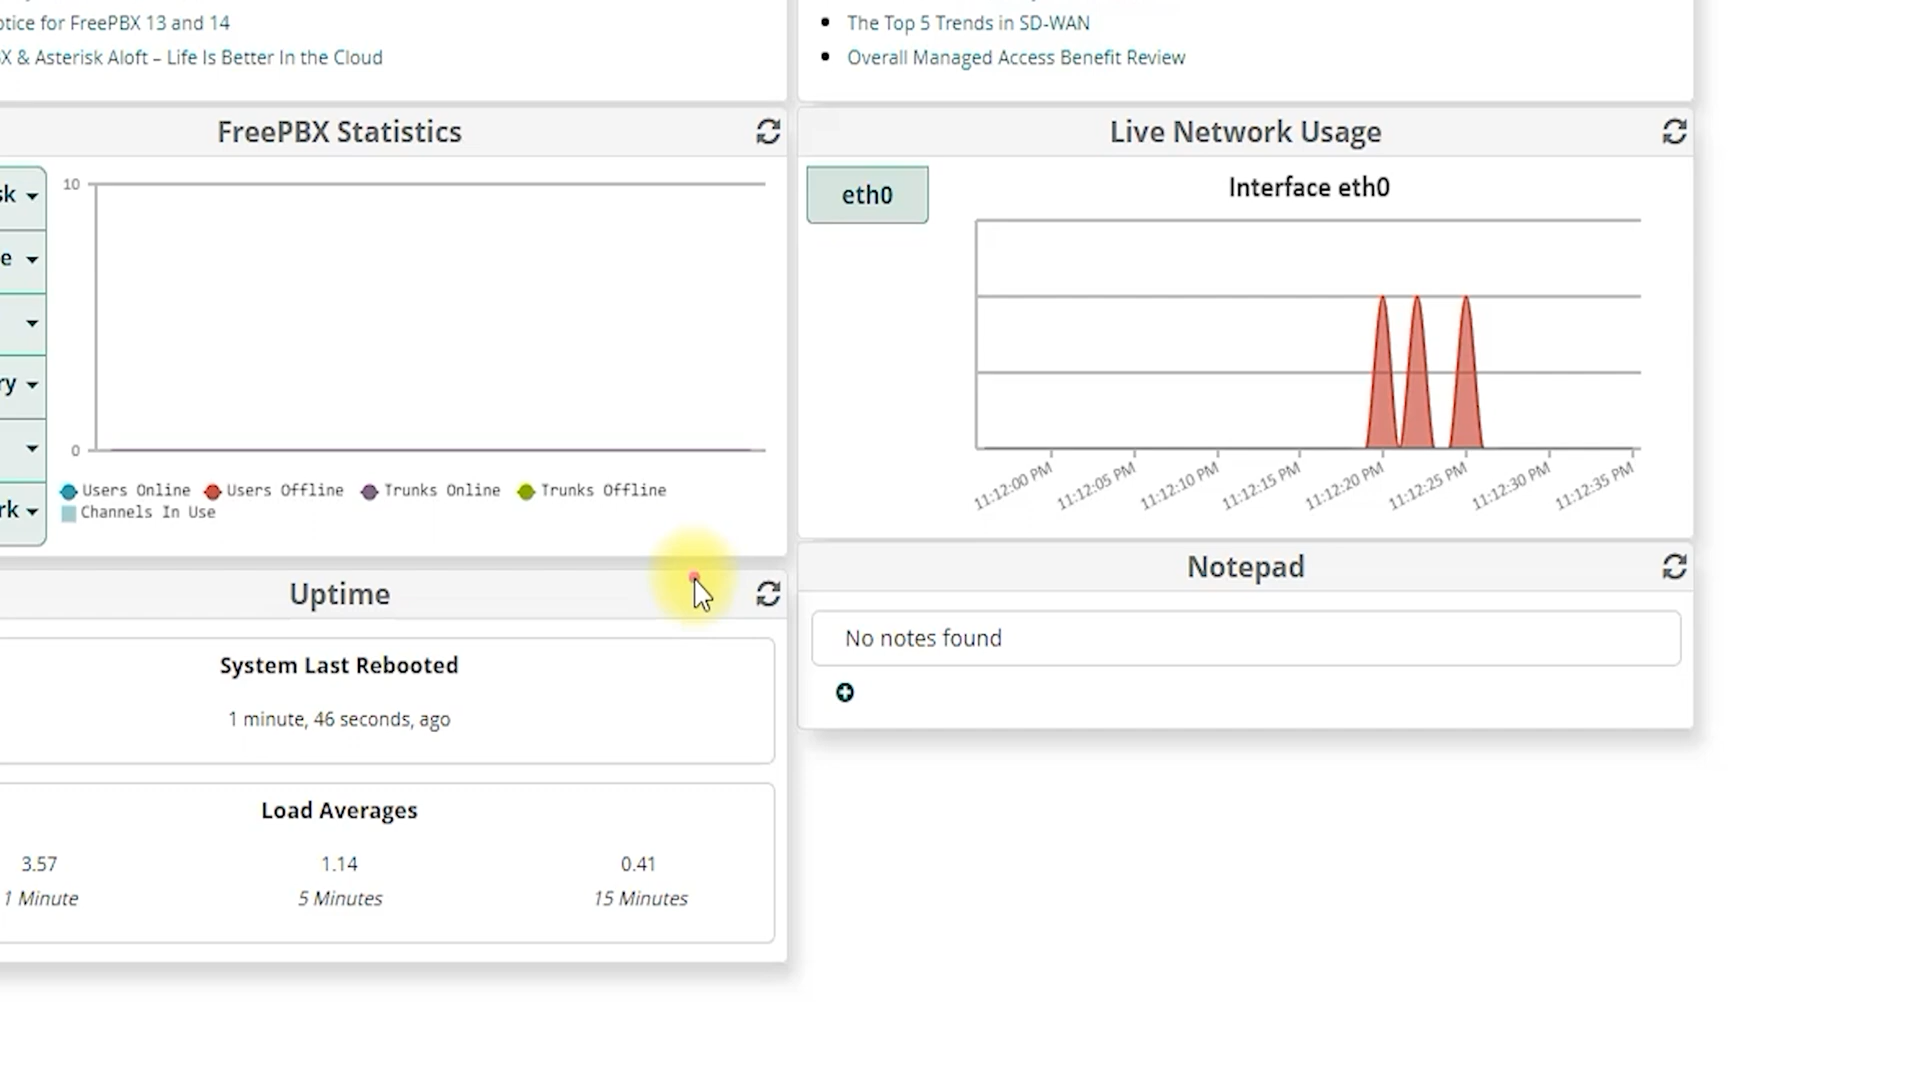 otice for FreePBX 13 and 14
X & Asterisk Aloft – Life Is Better In the Cloud
The Top 5 Trends in SD-WAN
Overall Managed Access Benefit Review
FreePBX Statistics
sk
e
ry
rk
10
0
Users Online Users Offline Trunks Online Trunks Offline
Channels In Use
Live Network Usage
eth0
Interface eth0
11:12:00 PM
11:12:05 PM
11:12:10 PM
11:12:15 PM
11:12:20 PM
11:12:25 PM
11:12:30 PM
11:12:35 PM
Uptime
System Last Rebooted
1 minute, 46 seconds, ago
Load Averages
3.57 1.14 0.41
1 Minute 5 Minutes 15 Minutes
Notepad
No notes found